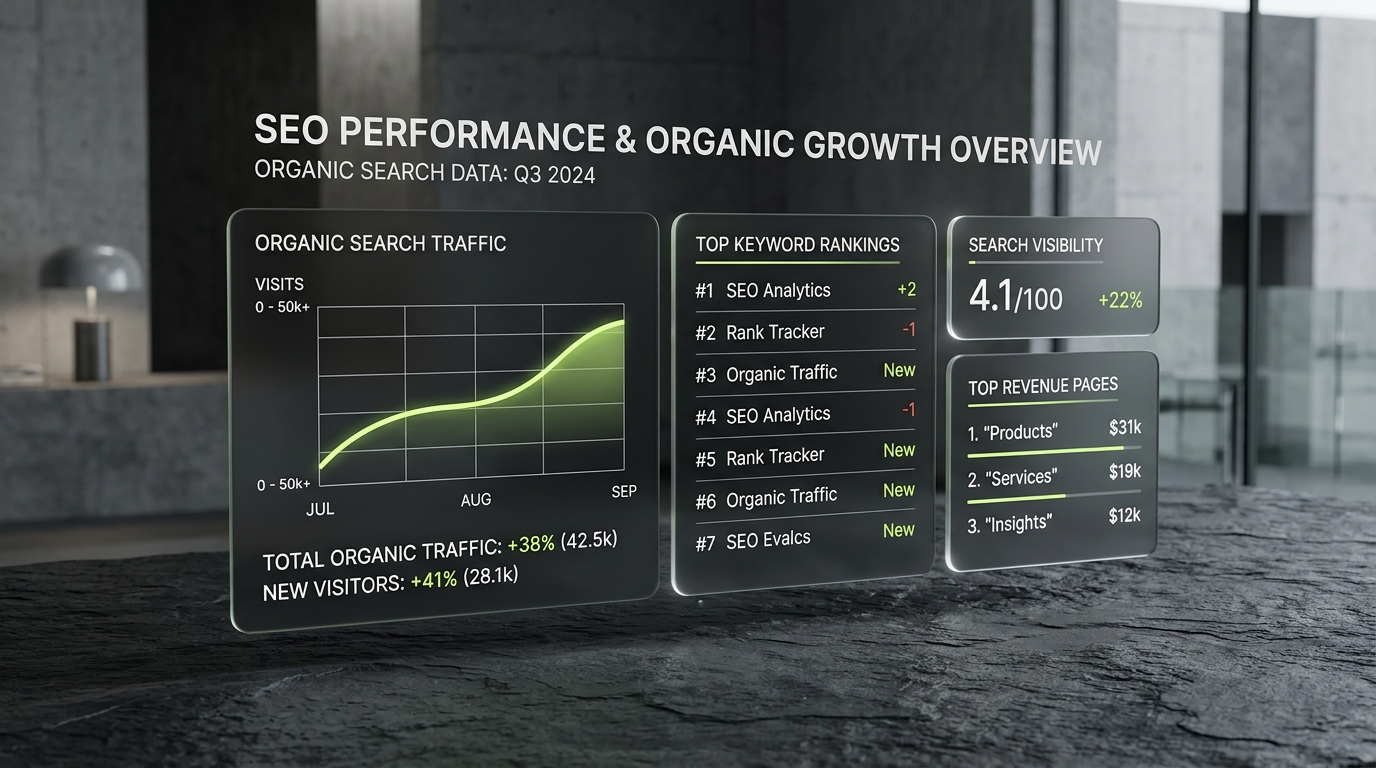 SEO PERFORMANCE & ORGANIC GROWTH OVERVIEW
ORGANIC SEARCH DATA: Q3 2024
ORGANIC SEARCH TRAFFIC
VISITS
0 - 50k+
0 - 50k+
JUL AUG SEP
TOTAL ORGANIC TRAFFIC: +38% (42.5k)
NEW VISITORS: +41% (28.1k)
TOP KEYWORD RANKINGS
#1 SEO Analytics +2
#2 Rank Tracker -1
#3 Organic Traffic New
#4 SEO Analytics -1
#5 Rank Tracker New
#6 Organic Traffic New
#7 SEO Evalcs New
SEARCH VISIBILITY
4.1/100 +22%
TOP REVENUE PAGES
1. "Products" $31k
2. "Services" $19k
3. "Insights" $12k